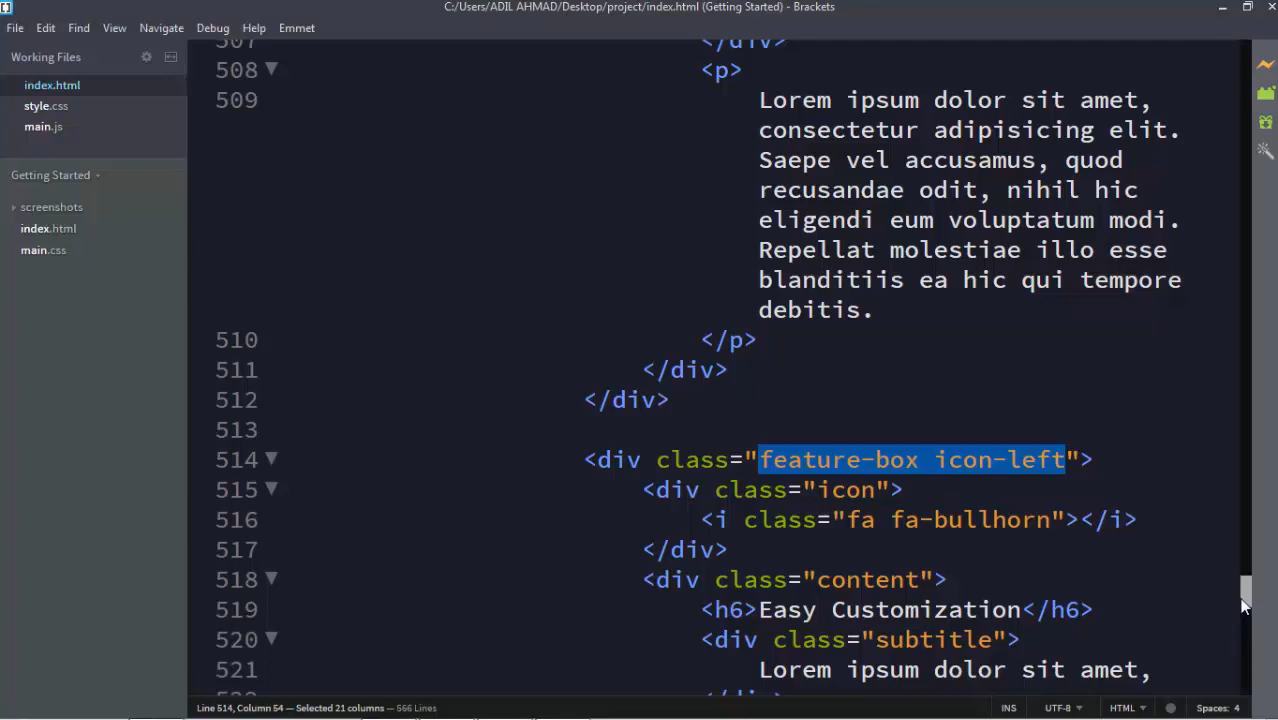 C:/Users/ADIL AHMAD/Desktop/project/index.html (Getting Started) - Brackets
File Edit Find View Navigate Debug Help Emmet
Working Files
index.html
style.css
main.js
Getting Started
screenshots
index.html
main.css
507 </div>
508 <p>
509 Lorem ipsum dolor sit amet,
consectetur adipisicing elit.
Saepe vel accusamus, quod
recusandae odit, nihil hic
eligendi eum voluptatum modi.
Repellat molestiae illo esse
blanditiis ea hic qui tempore
debitis.
510 </p>
511 </div>
512 </div>
513
514 <div class="feature-box icon-left">
515 <div class="icon">
516 <i class="fa fa-bullhorn"></i>
517 </div>
518 <div class="content">
519 <h6>Easy Customization</h6>
520 <div class="subtitle">
521 Lorem ipsum dolor sit amet,
Line 514, Column 54 — Selected 21 columns — 566 Lines
INS UTF-8 HTML Spaces: 4